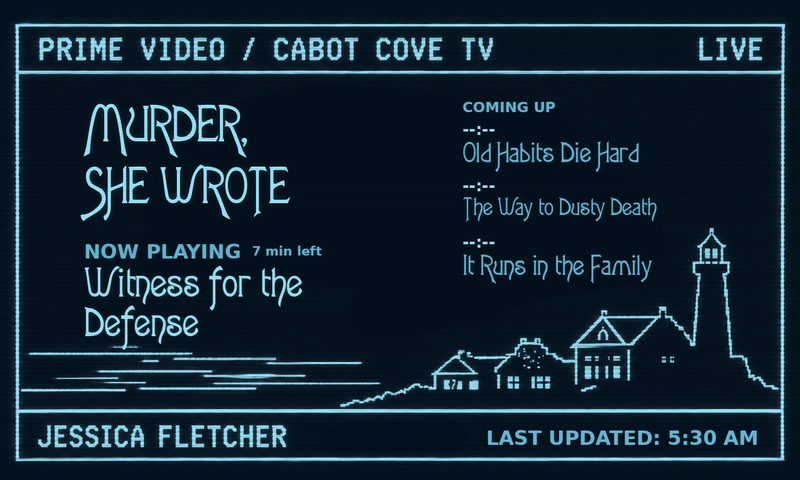 PRIME VIDEO / CABOT COVE TV
LIVE
MURDER,
SHE WROTE
NOW PLAYING 7 min left
Witness for the
Defense
COMING UP
--:--
Old Habits Die Hard
--:--
The Way to Dusty Death
--:--
It Runs in the Family
JESSICA FLETCHER
LAST UPDATED: 5:30 AM